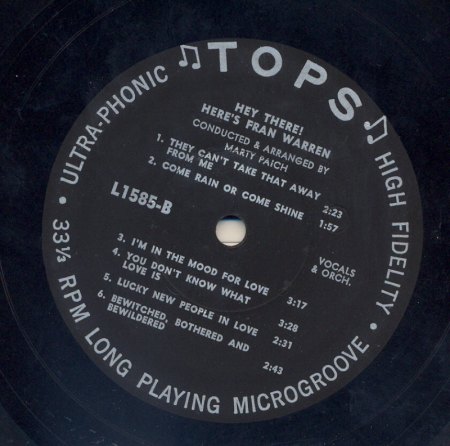 ♫TOPS♫
ULTRA-PHONIC
HIGH FIDELITY
HEY THERE!
HERE'S FRAN WARREN
CONDUCTED & ARRANGED BY
MARTY PAICH
1. THEY CAN'T TAKE THAT AWAY
FROM ME 2:23
2. COME RAIN OR COME SHINE 1:57
L1585-B
VOCALS
& ORCH.
3. I'M IN THE MOOD FOR LOVE 3:17
4. YOU DON'T KNOW WHAT
LOVE IS 3:28
5. LUCKY NEW PEOPLE IN LOVE 2:31
6. BEWITCHED, BOTHERED AND
BEWILDERED 2:43
• 33⅓ RPM LONG PLAYING MICROGROOVE •